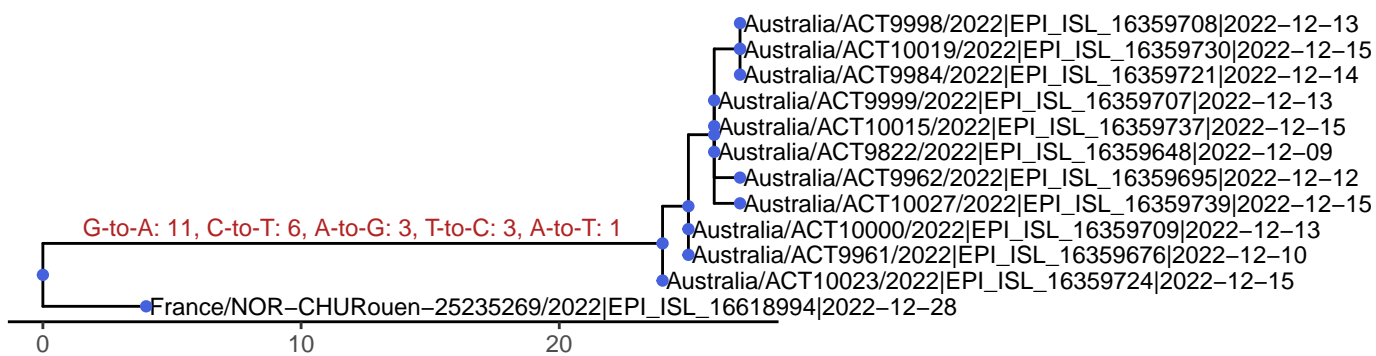 Australia/ACT9998/2022|EPI_ISL_16359708|2022−12−13
Australia/ACT10019/2022|EPI_ISL_16359730|2022−12−15
Australia/ACT9984/2022|EPI_ISL_16359721|2022−12−14
Australia/ACT9999/2022|EPI_ISL_16359707|2022−12−13
Australia/ACT10015/2022|EPI_ISL_16359737|2022−12−15
Australia/ACT9822/2022|EPI_ISL_16359648|2022−12−09
Australia/ACT9962/2022|EPI_ISL_16359695|2022−12−12
Australia/ACT10027/2022|EPI_ISL_16359739|2022−12−15
G-to-A: 11, C-to-T: 6, A-to-G: 3, T-to-C: 3, A-to-T: 1
Australia/ACT10000/2022|EPI_ISL_16359709|2022−12−13
Australia/ACT9961/2022|EPI_ISL_16359676|2022−12−10
Australia/ACT10023/2022|EPI_ISL_16359724|2022−12−15
France/NOR−CHURouen−25235269/2022|EPI_ISL_16618994|2022−12−28
0 10 20